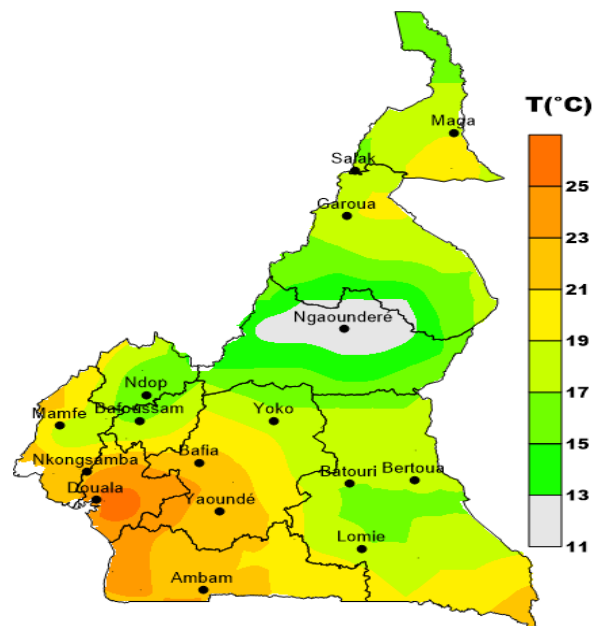 T(°C)
Maga
Salak
Garoua
25
23
21
19
17
15
13
11
Ngaounderé
Ndop
Mamfe
Bafoussam
Yoko
Nkongsamba
Bafia
Batouri
Bertoua
Douala
Yaoundé
Lomie
Ambam